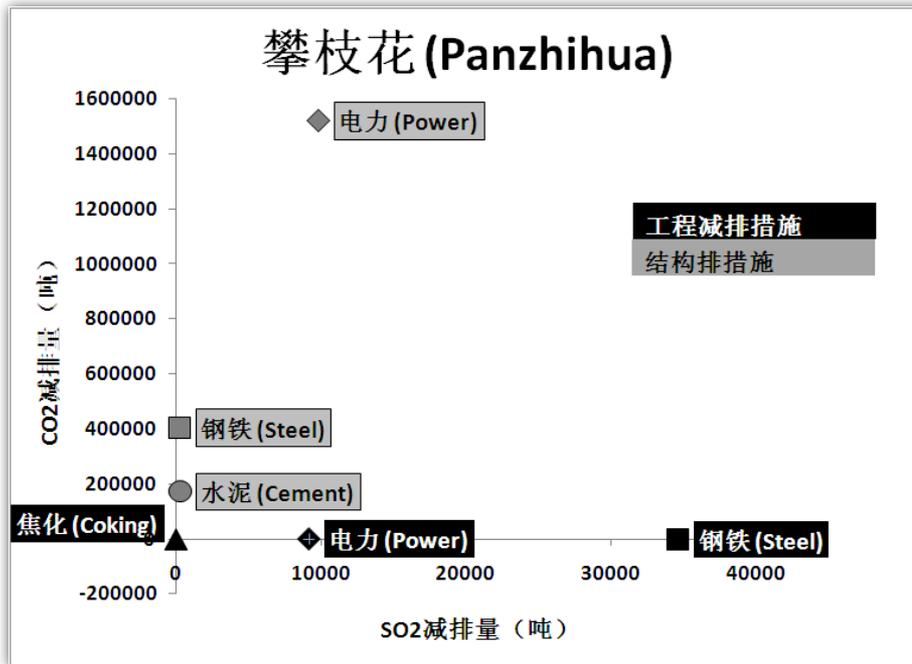 攀枝花(Panzhihua)
1600000
电力(Power)
1400000
1200000
工程减排措施
结构排措施
1000000
800000
600000
CO2减排量（吨）
400000
钢铁(Steel)
200000
水泥(Cement)
焦化(Coking)
0
电力(Power)
钢铁(Steel)
-200000
0
10000
20000
30000
40000
SO2减排量（吨）